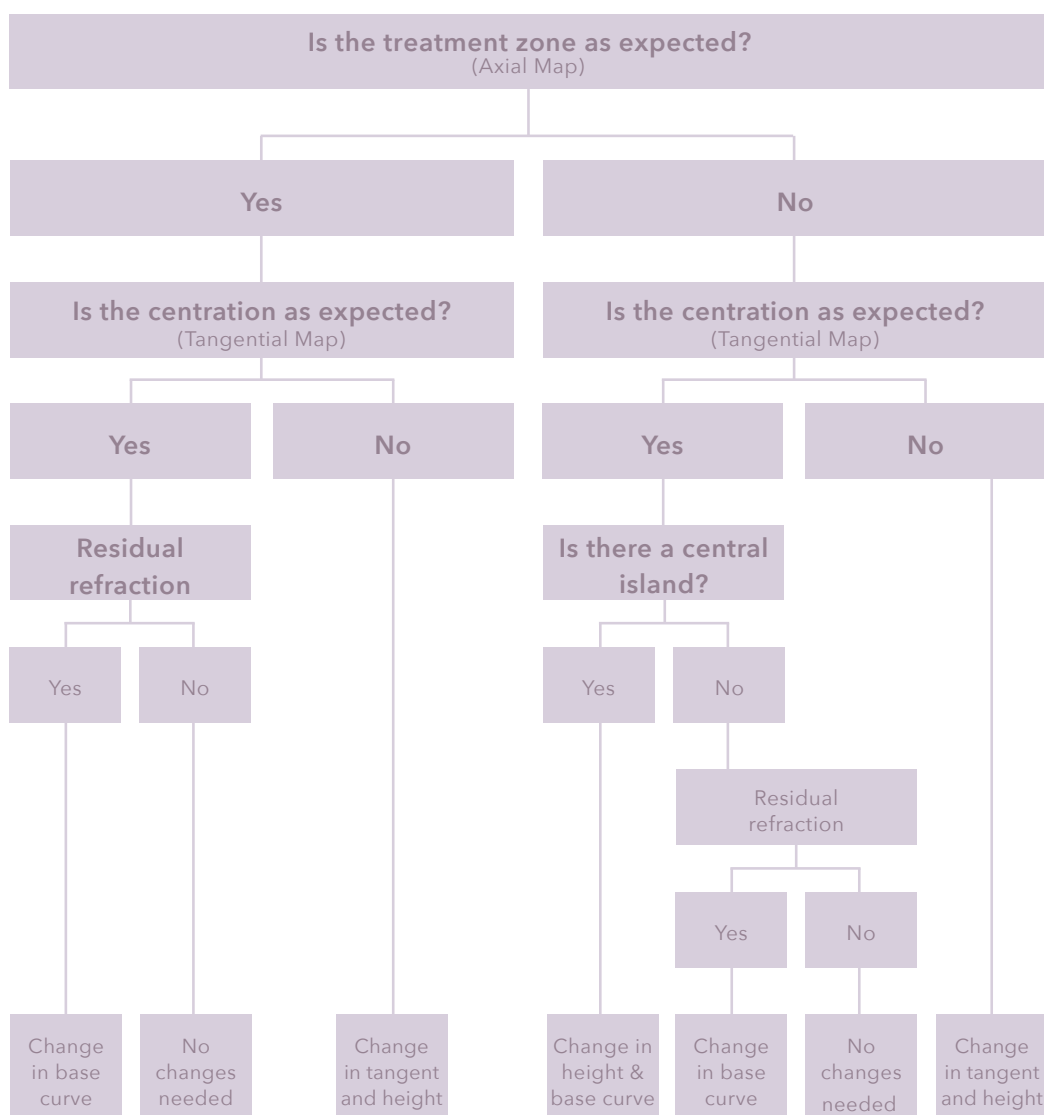 Is the treatment zone as expected?
(Axial Map)
Yes
No
Is the centration as expected?
(Tangential Map)
Is the centration as expected?
(Tangential Map)
Yes
No
Yes
No
Residual
refraction
Is there a central
island?
Yes
No
Yes
No
Residual
refraction
Yes
No
Change
in base
curve
No
changes
needed
Change
in tangent
and height
Change in
height &
base curve
Change
in base
curve
No
changes
needed
Change
in tangent
and height